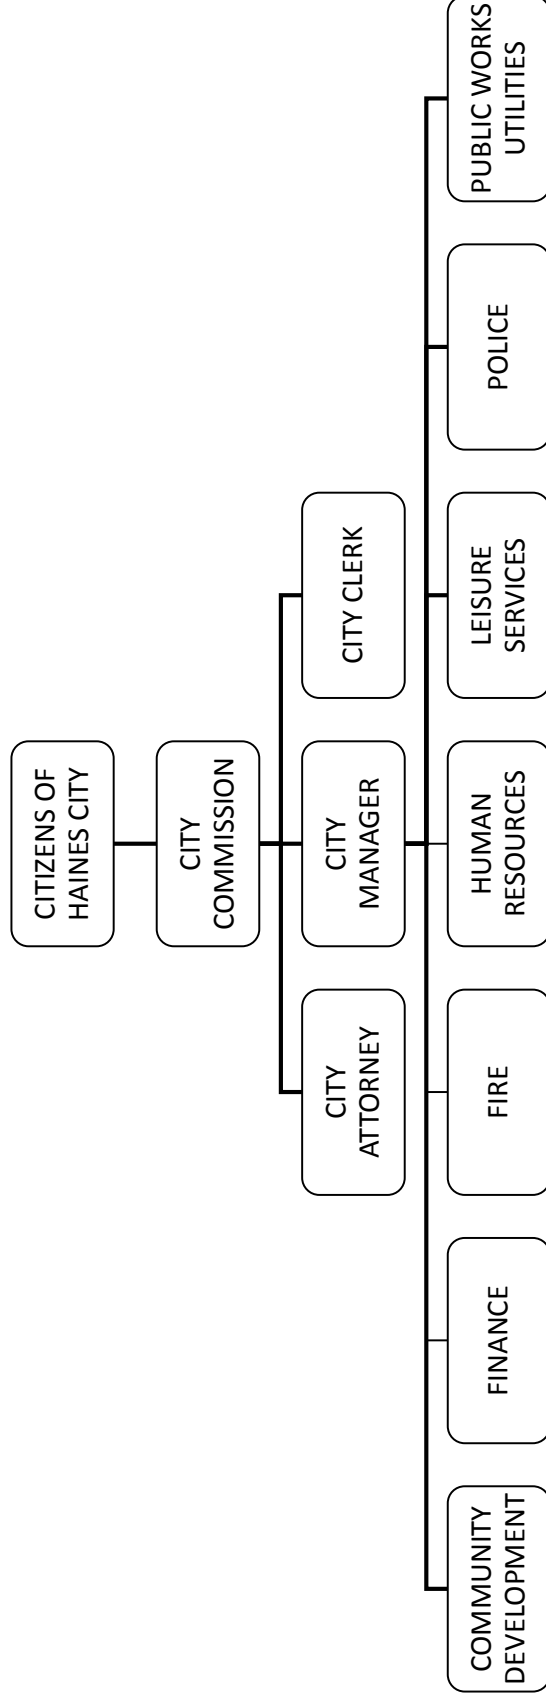 CITIZENS OF
HAINES CITY
CITY
COMMISSION
CITY
ATTORNEY
CITY
MANAGER
CITY CLERK
COMMUNITY
DEVELOPMENT
FINANCE
FIRE
HUMAN
RESOURCES
LEISURE
SERVICES
POLICE
PUBLIC WORKS
UTILITIES